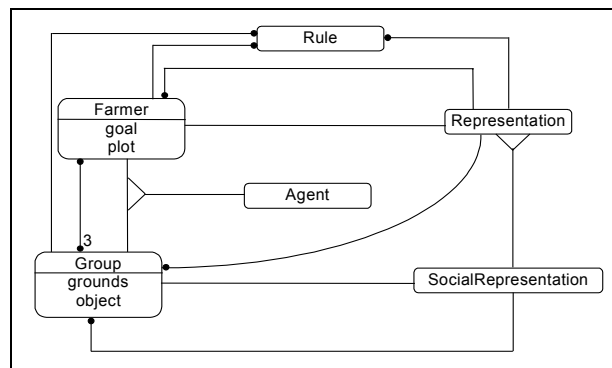 Rule
Farmer
goal
plot
Representation
Agent
3
Group
grounds
object
SocialRepresentation